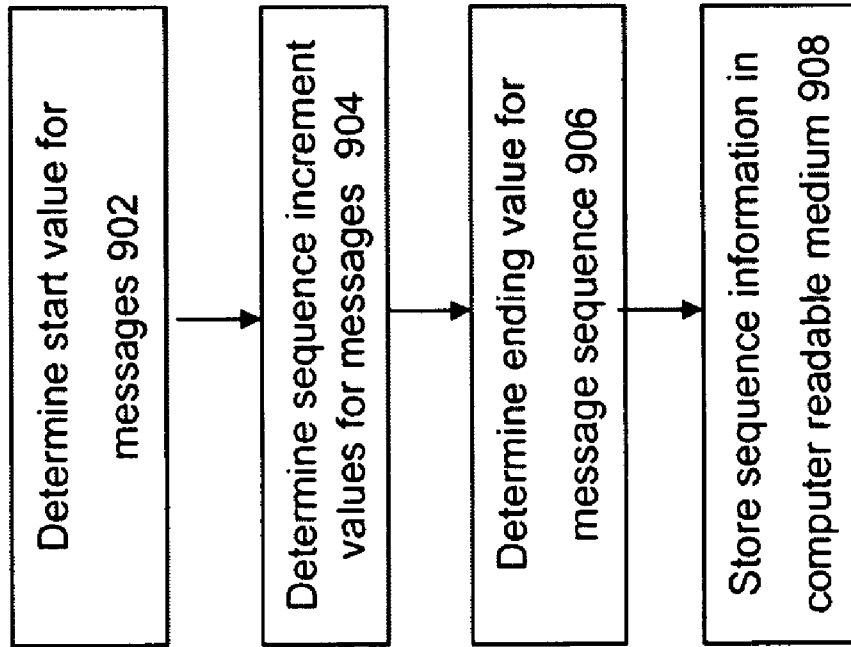 Determine start value for
messages 902
Determine sequence increment
values for messages 904
Determine ending value for
message sequence 906
Store sequence information in
computer readable medium 908